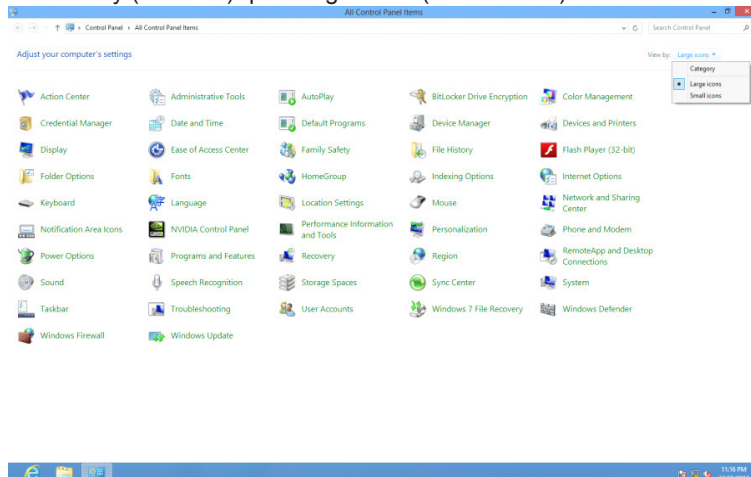 All Control Panel Items
Control Panel › All Control Panel Items
Search Control Panel
Adjust your computer's settings
View by: Large icons
Category
Large icons
Small icons
Action Center
Administrative Tools
AutoPlay
BitLocker Drive Encryption
Color Management
Credential Manager
Date and Time
Default Programs
Device Manager
Devices and Printers
Display
Ease of Access Center
Family Safety
File History
Flash Player (32-bit)
Folder Options
Fonts
HomeGroup
Indexing Options
Internet Options
Keyboard
Language
Location Settings
Mouse
Network and Sharing
Center
Notification Area Icons
NVIDIA Control Panel
Performance Information
and Tools
Personalization
Phone and Modem
Power Options
Programs and Features
Recovery
Region
RemoteApp and Desktop
Connections
Sound
Speech Recognition
Storage Spaces
Sync Center
System
Taskbar
Troubleshooting
User Accounts
Windows 7 File Recovery
Windows Defender
Windows Firewall
Windows Update
11:16 PM